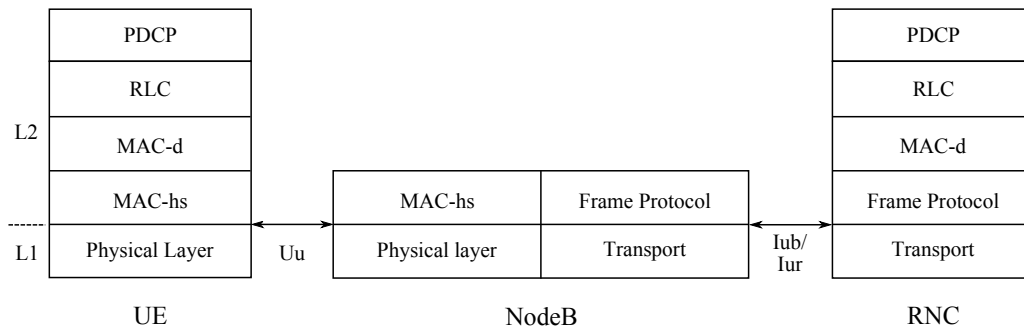 PDCP
PDCP
RLC
RLC
L2
MAC-d
MAC-d
MAC-hs
MAC-hs
Frame Protocol
Frame Protocol
L1
Physical Layer
Uu
Physical layer
Transport
Iub/
Iur
Transport
UE
NodeB
RNC